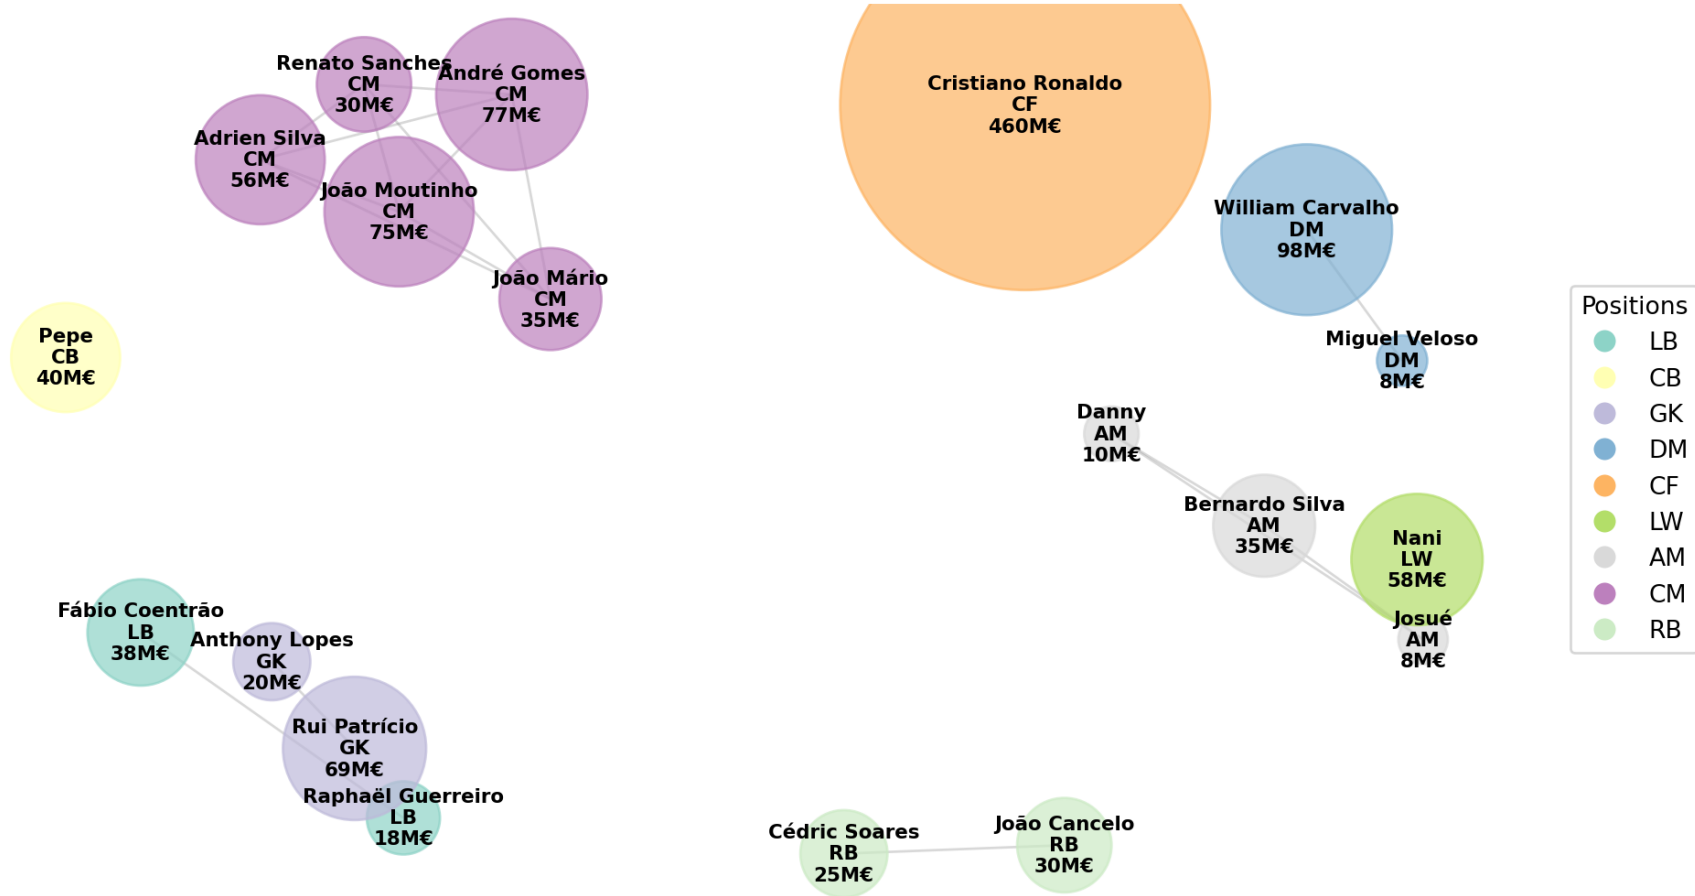 Renato Sanches
CM
30M€
André Gomes
CM
77M€
Adrien Silva
CM
56M€
João Moutinho
CM
75M€
João Mário
CM
35M€
Cristiano Ronaldo
CF
460M€
William Carvalho
DM
98M€
Miguel Veloso
DM
8M€
Pepe
CB
40M€
Danny
AM
10M€
Bernardo Silva
AM
35M€
Nani
LW
58M€
Josué
AM
8M€
Fábio Coentrão
LB
38M€
Anthony Lopes
GK
20M€
Rui Patrício
GK
69M€
Raphaël Guerreiro
LB
18M€
Cédric Soares
RB
25M€
João Cancelo
RB
30M€
Positions
LB
CB
GK
DM
CF
LW
AM
CM
RB